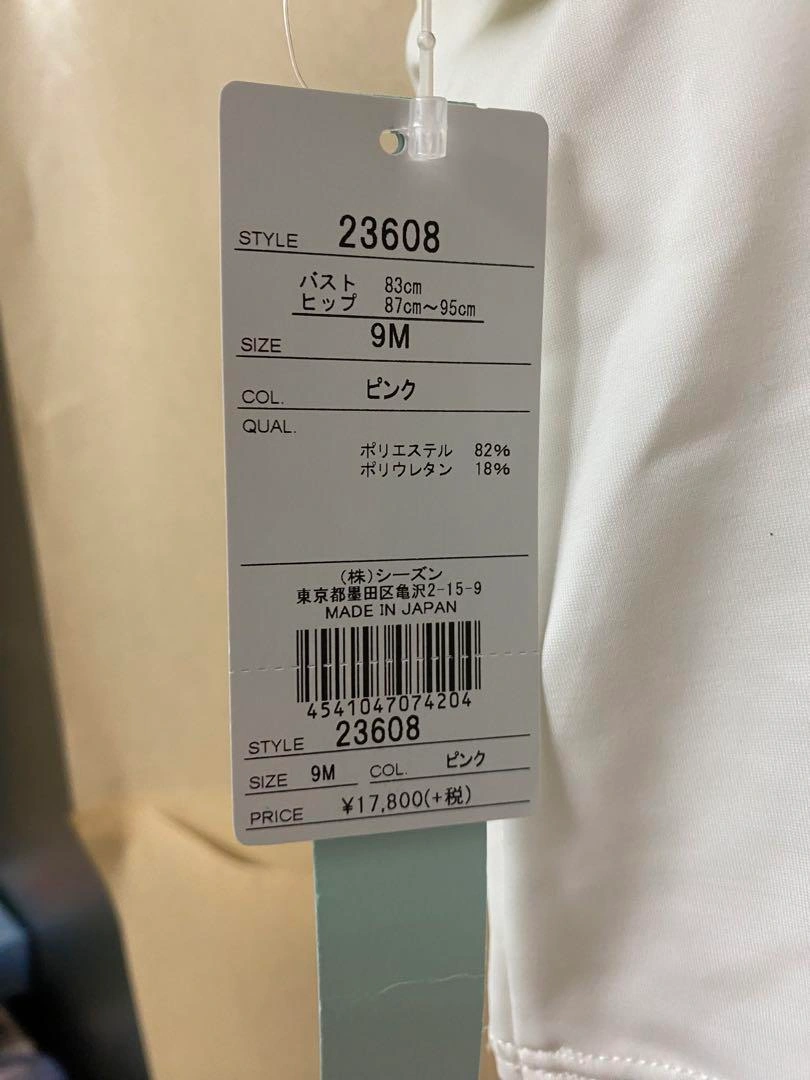 STYLE 23608
バスト 83cm
ヒップ 87cm～95cm
SIZE 9M
COL. ピンク
QUAL.
ポリエステル 82%
ポリウレタン 18%
(株)シーズン
東京都墨田区亀沢2-15-9
MADE IN JAPAN
4541047074204
STYLE 23608
SIZE 9M COL. ピンク
PRICE ¥17,800(+税)